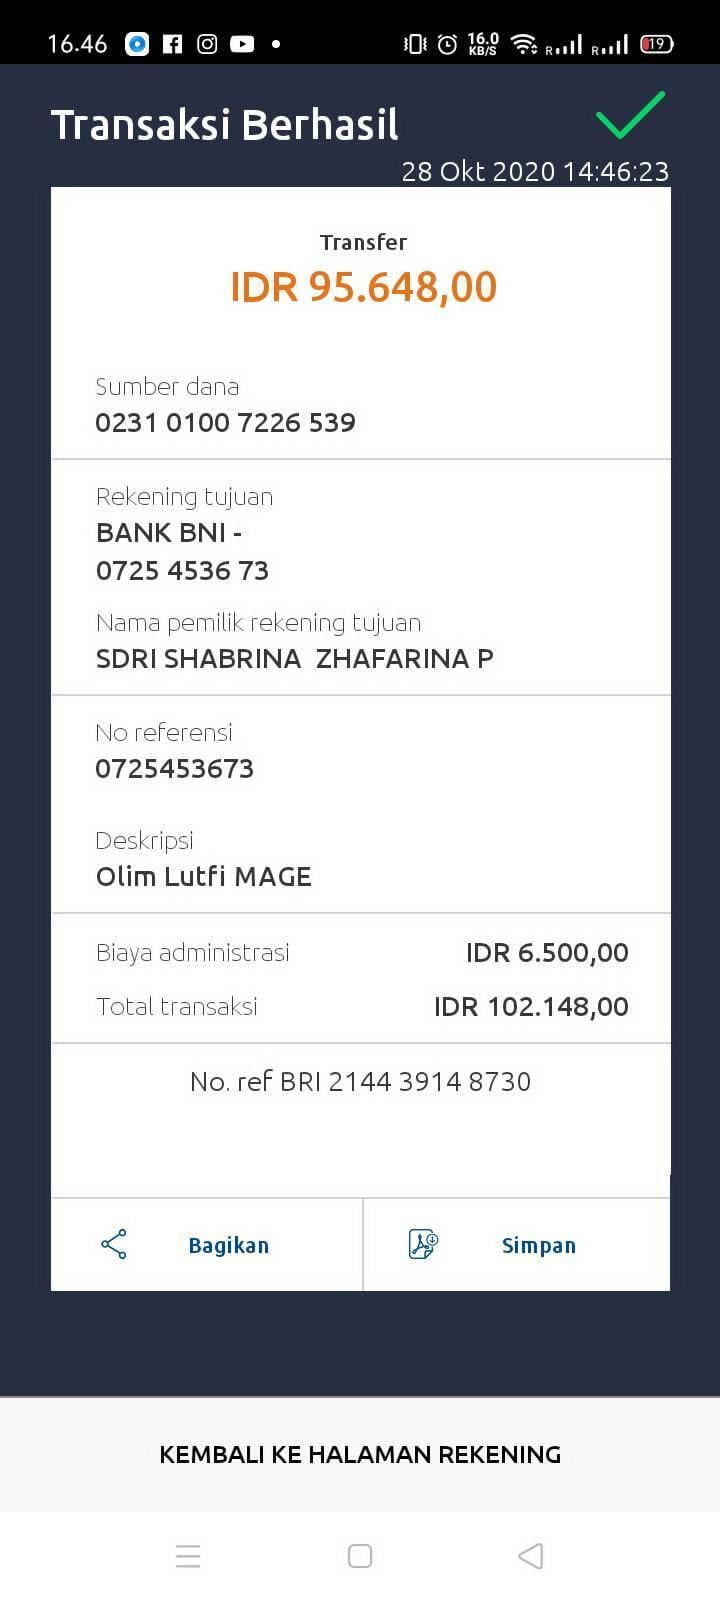 16.46
16.0
KB/S
R
R
19
Transaksi Berhasil
28 Okt 2020 14:46:23
Transfer
IDR 95.648,00
Sumber dana
0231 0100 7226 539
Rekening tujuan
BANK BNI -
0725 4536 73
Nama pemilik rekening tujuan
SDRI SHABRINA  ZHAFARINA P
No referensi
0725453673
Deskripsi
Olim Lutfi MAGE
Biaya administrasi IDR 6.500,00
Total transaksi IDR 102.148,00
No. ref BRI 2144 3914 8730
Bagikan Simpan
KEMBALI KE HALAMAN REKENING